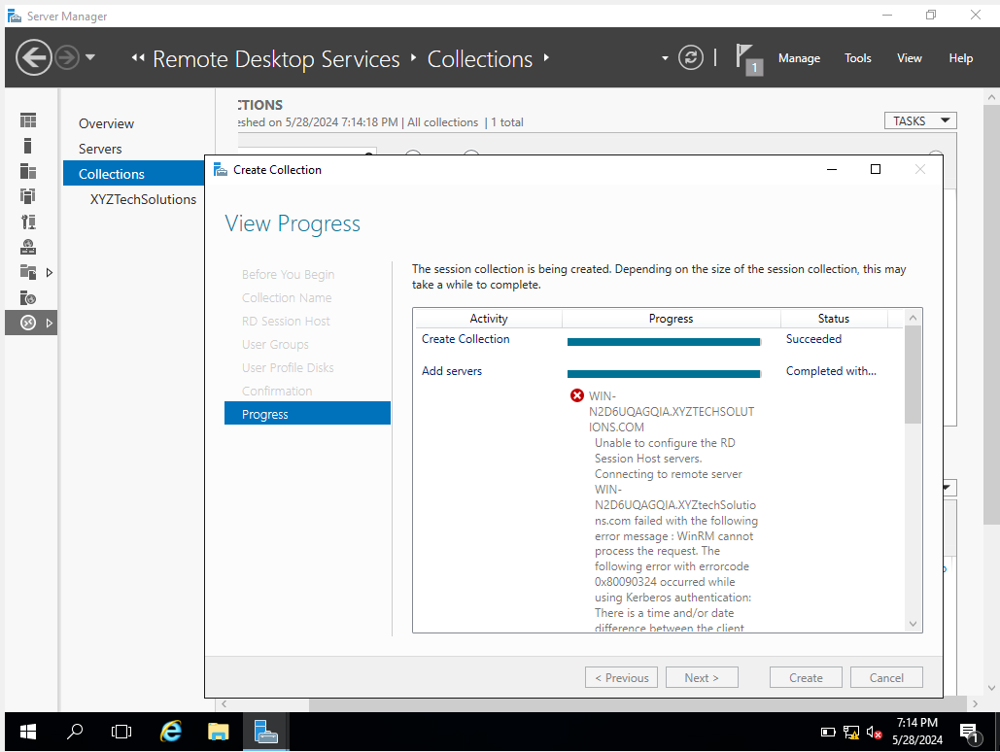 Server Manager
Remote Desktop Services Collections
1
Manage Tools View Help
CTIONS
eshed on 5/28/2024 7:14:18 PM | All collections | 1 total
TASKS
Overview
Servers
Collections
XYZTechSolutions
Create Collection
View Progress
Before You Begin
Collection Name
RD Session Host
User Groups
User Profile Disks
Confirmation
Progress
The session collection is being created. Depending on the size of the session collection, this may
take a while to complete.
Activity Progress Status
Create Collection Succeeded
Add servers Completed with...
WIN-
N2D6UQAGQIA.XYZTECHSOLUT
IONS.COM
Unable to configure the RD
Session Host servers.
Connecting to remote server
WIN-
N2D6UQAGQIA.XYZtechSolutio
ns.com failed with the following
error message : WinRM cannot
process the request. The
following error with errorcode
0x80090324 occurred while
using Kerberos authentication:
There is a time and/or date
difference between the client
< Previous Next > Create Cancel
7:14 PM
5/28/2024
1